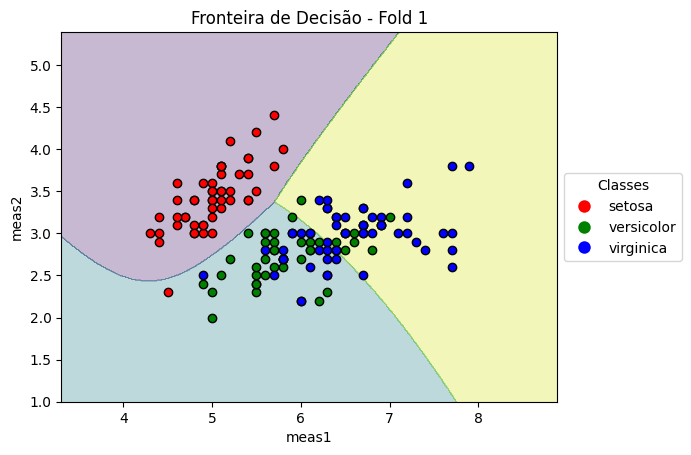 Fronteira de Decisão - Fold 1
5.0
4.5
4.0
3.5
3.0
2.5
2.0
1.5
1.0
meas2
4
5
6
7
8
meas1
Classes
setosa
versicolor
virginica